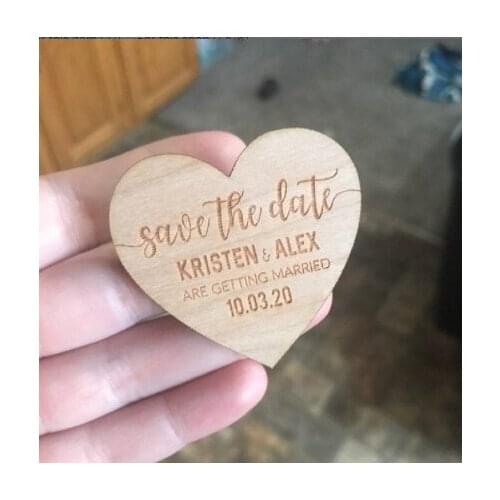 save the date
KRISTEN & ALEX
ARE GETTING MARRIED
10.03.20